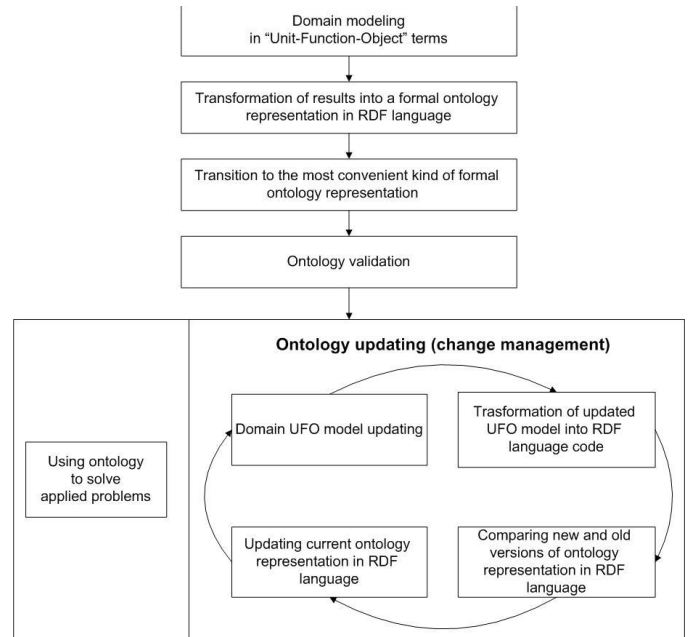 Domain modeling
in “Unit-Function-Object” terms
Transformation of results into a formal ontology
representation in RDF language
Transition to the most convenient kind of formal
ontology representation
Ontology validation
Ontology updating (change management)
Domain UFO model updating
Trasformation of updated
UFO model into RDF
language code
Using ontology
to solve
applied problems
Updating current ontology
representation in RDF
language
Comparing new and old
versions of ontology
representation in RDF
language